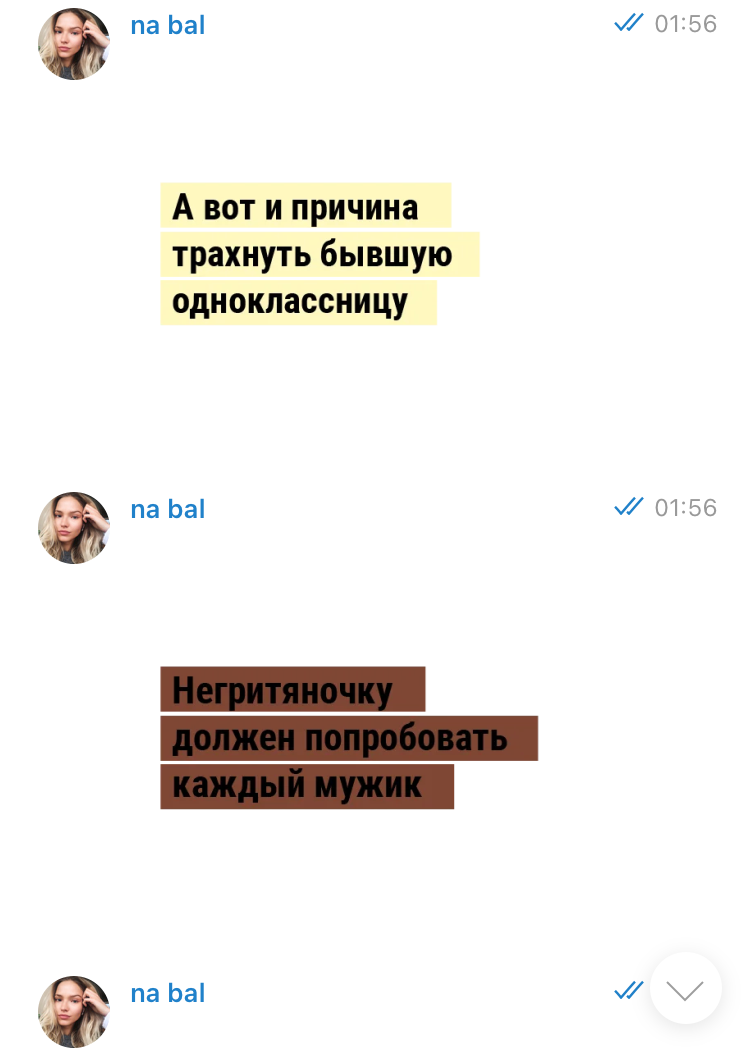 na bal 01:56
А вот и причина
трахнуть бывшую
одноклассницу
na bal 01:56
Негритяночку
должен попробовать
каждый мужик
na bal